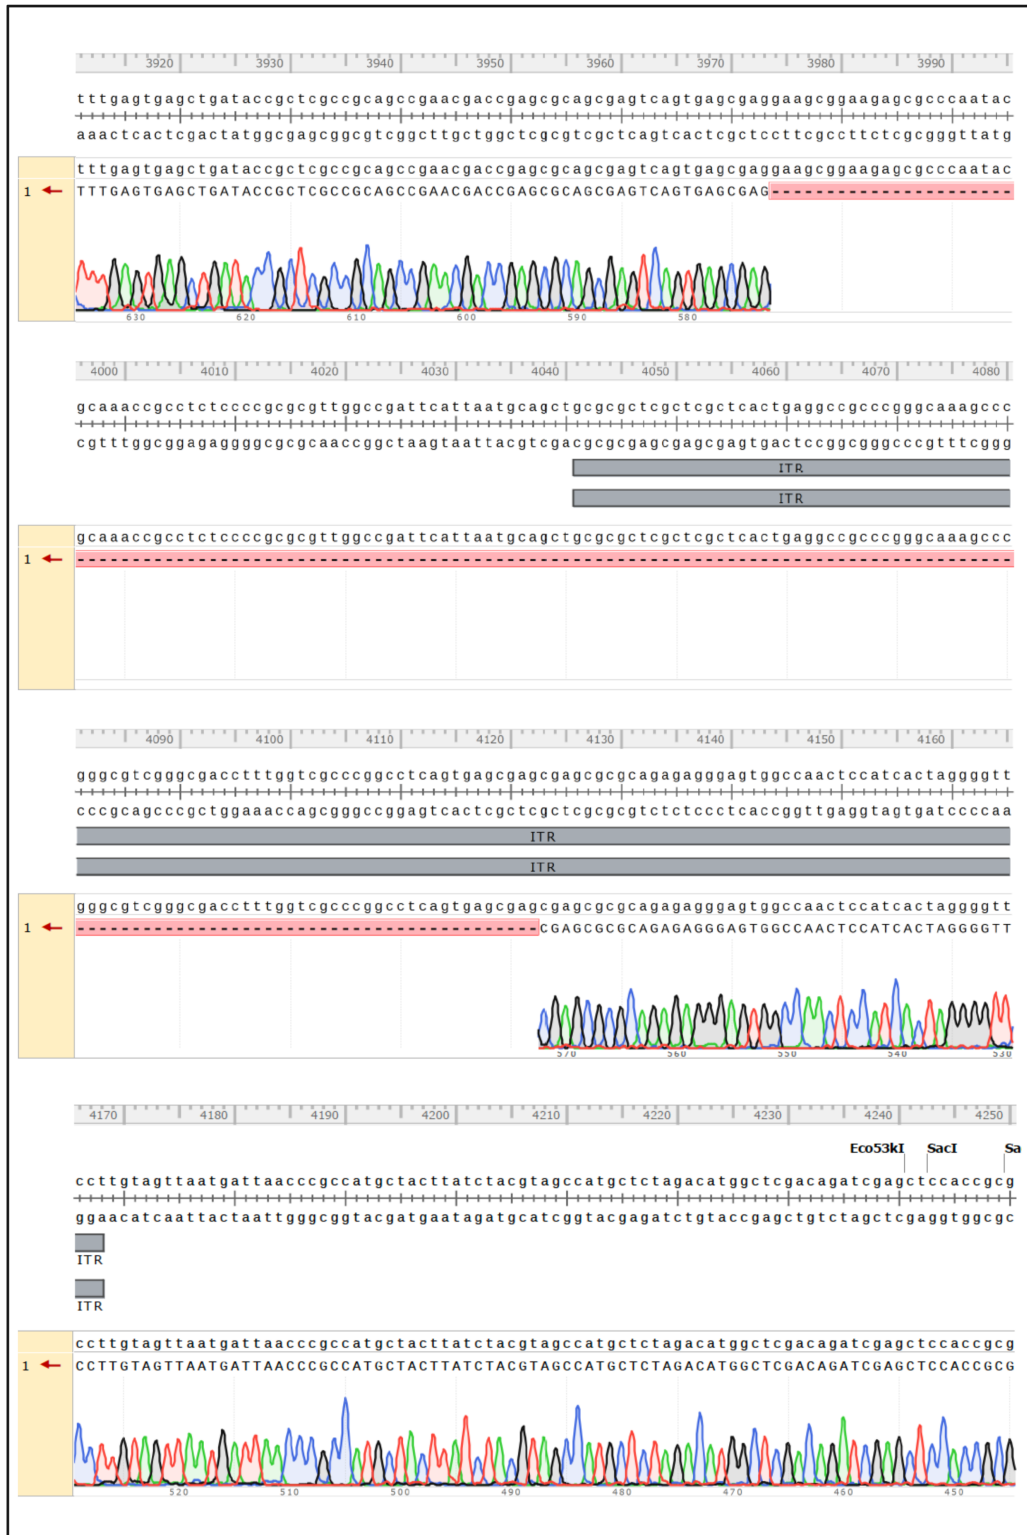 3920 3930 3940 3950 3960 3970 3980 3990
tttgagtgagctgataccgctcgccgcagccgaacgaccgagcgcagcgagtcagtgagcgaggaagcggaagagcgcccaatac
aaactcactcgactatggcgagcggcgtcggcttgctggctcgcgtcgctcagtcactcgctccttcgccttctcgcgggttatg
tttgagtgagctgataccgctcgccgcagccgaacgaccgagcgcagcgagtcagtgagcgaggaagcggaagagcgcccaatac
1 TTTGAGTGAGCTGATACCGCTCGCCGCAGCCGAACGACCGAGCGCAGCGAGTCAGTGAGCGAG----------------------
630 620 610 600 590 580
4000 4010 4020 4030 4040 4050 4060 4070 4080
gcaaaccgcctctccccgcgcgttggccgattcattaatgcagctgcgcgctcgctcgctcactgaggccgcccgggcaaagccc
cgtttggcggagaggggcgcgcaaccggctaagtaattacgtcgacgcgcgagcgagcgagtgactccggcgggcccgtttcggg
ITR
ITR
gcaaaccgcctctccccgcgcgttggccgattcattaatgcagctgcgcgctcgctcgctcactgaggccgcccgggcaaagccc
1 -------------------------------------------------------------------------------------
4090 4100 4110 4120 4130 4140 4150 4160
gggcgtcgggcgacctttggtcgcccggcctcagtgagcgagcgagcgcgcagagagggagtggccaactccatcactaggggtt
cccgcagcccgctggaaaccagcgggccggagtcactcgctcgctcgcgcgtctctccctcaccggttgaggtagtgatccccaa
ITR
ITR
gggcgtcgggcgacctttggtcgcccggcctcagtgagcgagcgagcgcgcagagagggagtggccaactccatcactaggggtt
1 ------------------------------------------CGAGCGCGCAGAGAGGGAGTGGCCAACTCCATCACTAGGGGTT
570 560 550 540 530
4170 4180 4190 4200 4210 4220 4230 4240 4250
Eco53kI SacI Sa
ccttgtagttaatgattaacccgccatgctacttatctacgtagccatgctctagacatggctcgacagatcgagctccaccgcg
ggaacatcaattactaattgggcggtacgatgaatagatgcatcggtacgagatctgtaccgagctgtctagctcgaggtggcgc
ITR
ITR
ccttgtagttaatgattaacccgccatgctacttatctacgtagccatgctctagacatggctcgacagatcgagctccaccgcg
1 CCTTGTAGTTAATGATTAACCCGCCATGCTACTTATCTACGTAGCCATGCTCTAGACATGGCTCGACAGATCGAGCTCCACCGCG
520 510 500 490 480 470 460 450